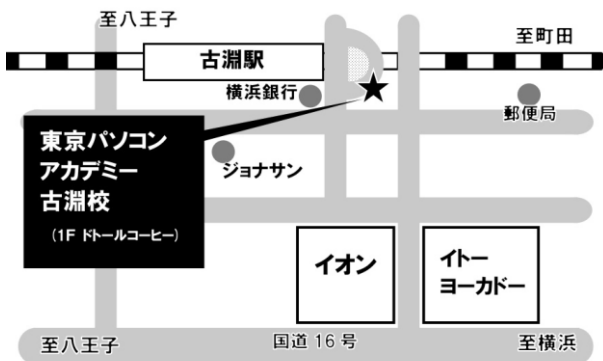 至八王子
至町田
古淵駅
横浜銀行
郵便局
東京パソコン
アカデミー
古淵校
(1F ドトールコーヒー)
ジョナサン
イオン
イトー
ヨーカドー
至八王子
国道16号
至横浜